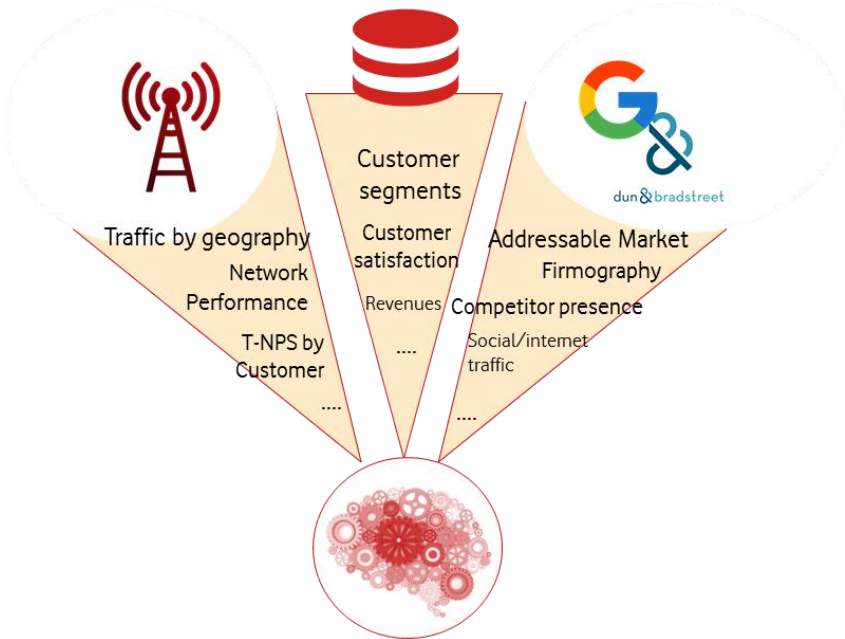 dun&bradstreet
Traffic by geography
Network
Performance
T-NPS by
Customer
....
Customer
segments
Customer
satisfaction
Revenues
....
Addressable Market
Firmography
Competitor presence
Social/internet
traffic
....